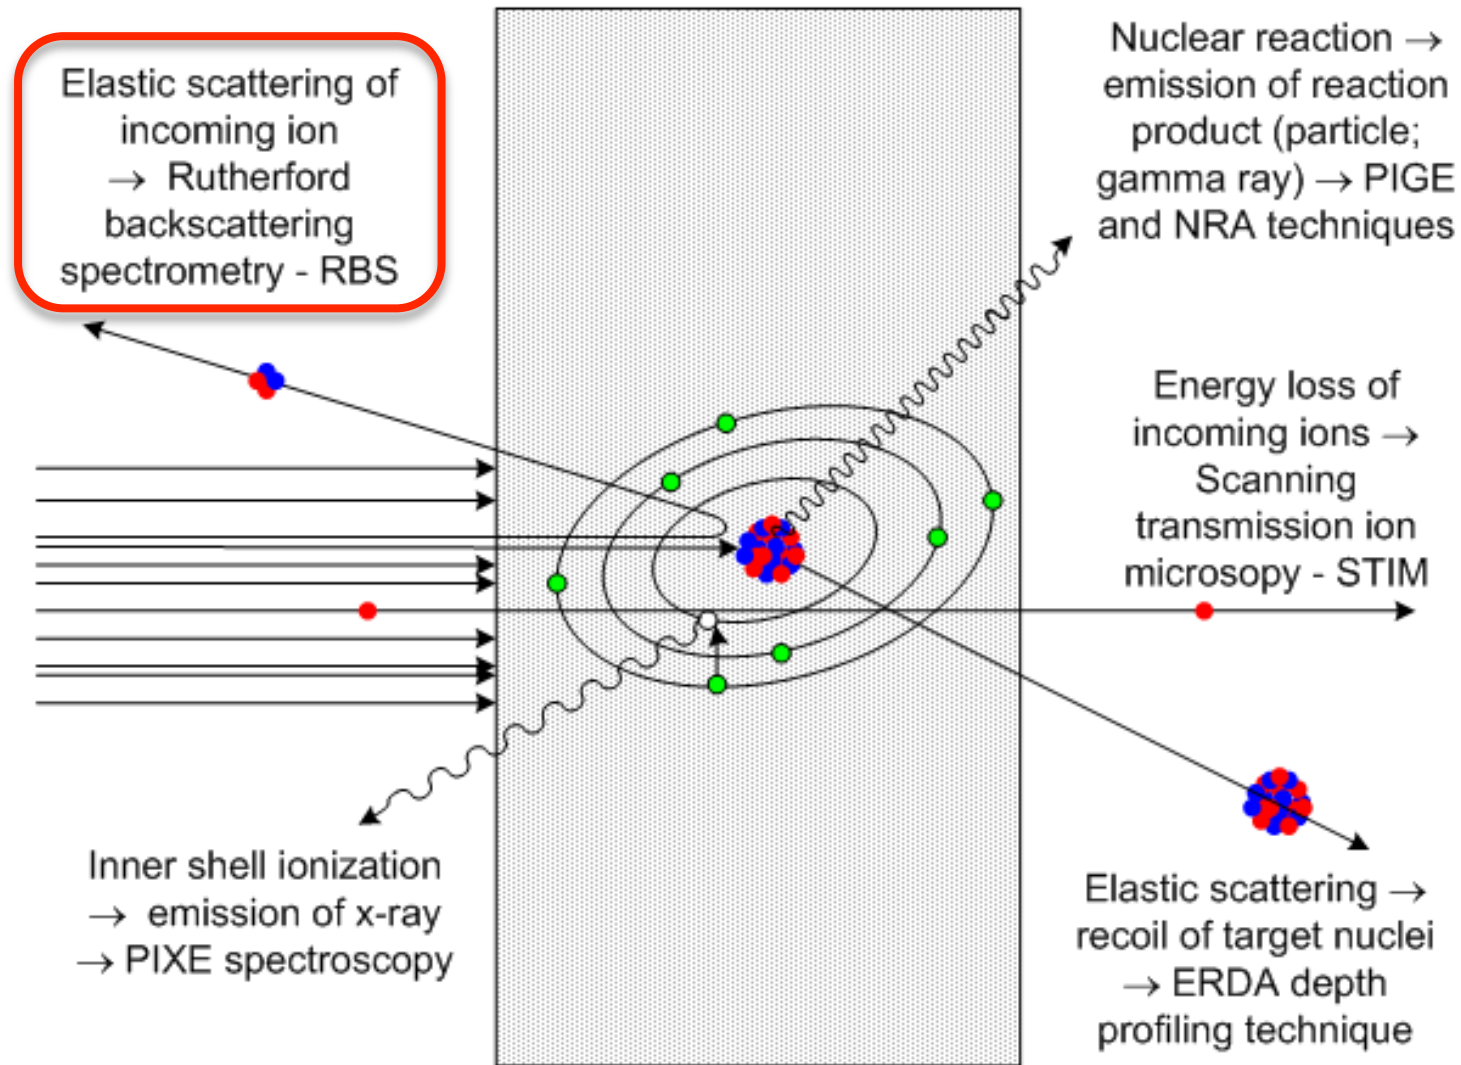 Elastic scattering of
incoming ion
→ Rutherford
backscattering
spectrometry - RBS
Nuclear reaction →
emission of reaction
product (particle;
gamma ray) → PIGE
and NRA techniques
Energy loss of
incoming ions →
Scanning
transmission ion
microsopy - STIM
Inner shell ionization
→ emission of x-ray
→ PIXE spectroscopy
Elastic scattering →
recoil of target nuclei
→ ERDA depth
profiling technique